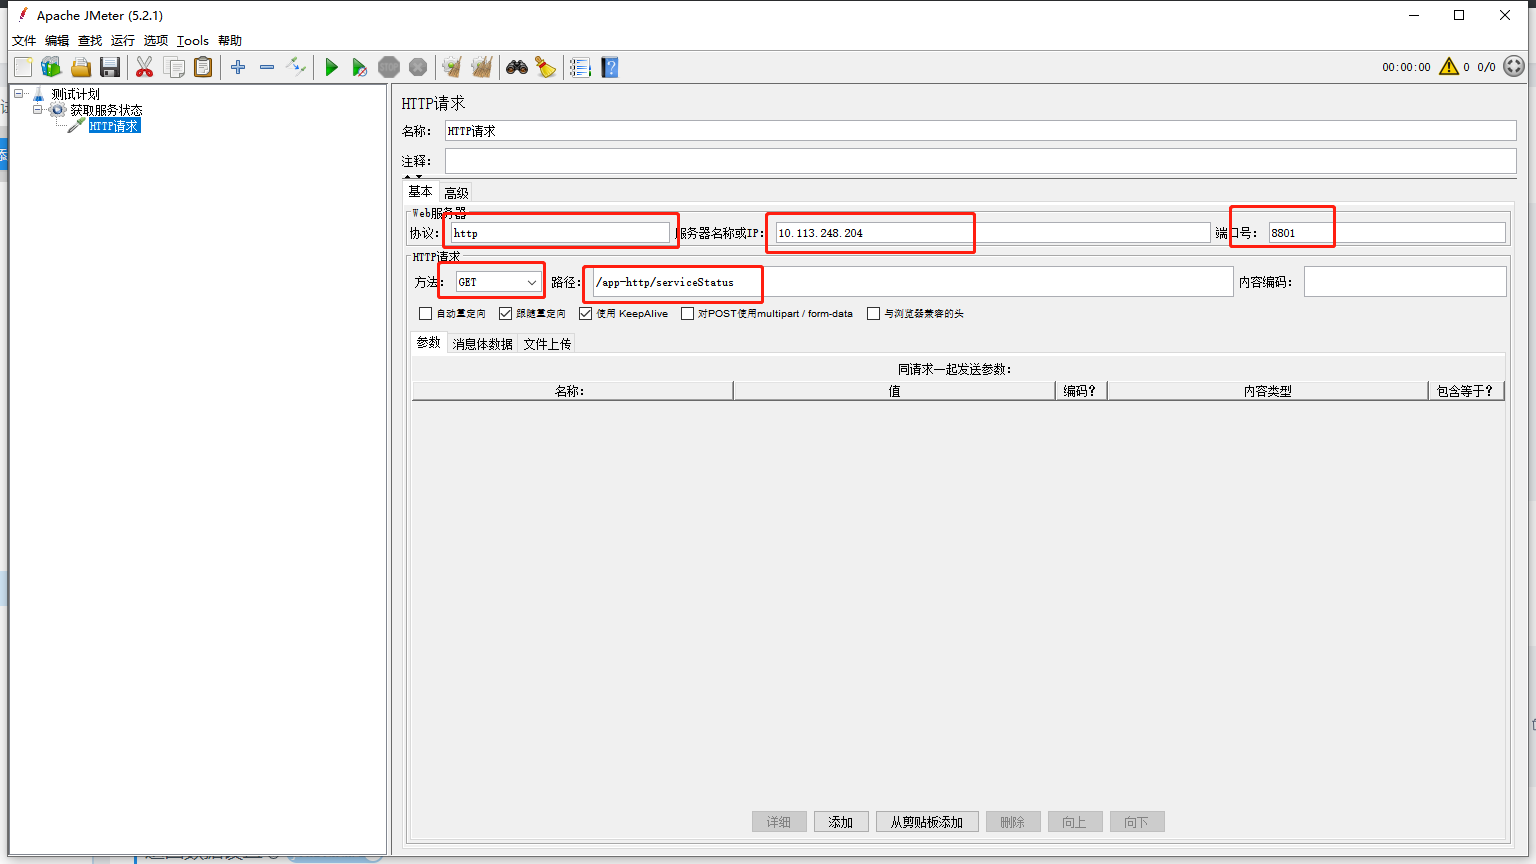 Apache JMeter (5.2.1)
文件 编辑 查找 运行 选项 Tools 帮助
STOP
00:00:00 0 0/0
测试计划
获取服务状态
HTTP请求
HTTP请求
名称: HTTP请求
注释:
基本 高级
Web服务器
协议: http 服务器名称或IP: 10.113.248.204 端口号: 8801
HTTP请求
方法: GET 路径: /app-http/serviceStatus 内容编码:
自动重定向 跟随重定向 使用 KeepAlive 对POST使用multipart / form-data 与浏览器兼容的头
参数 消息体数据 文件上传
同请求一起发送参数:
名称: 值 编码? 内容类型 包含等于?
详细 添加 从剪贴板添加 删除 向上 向下